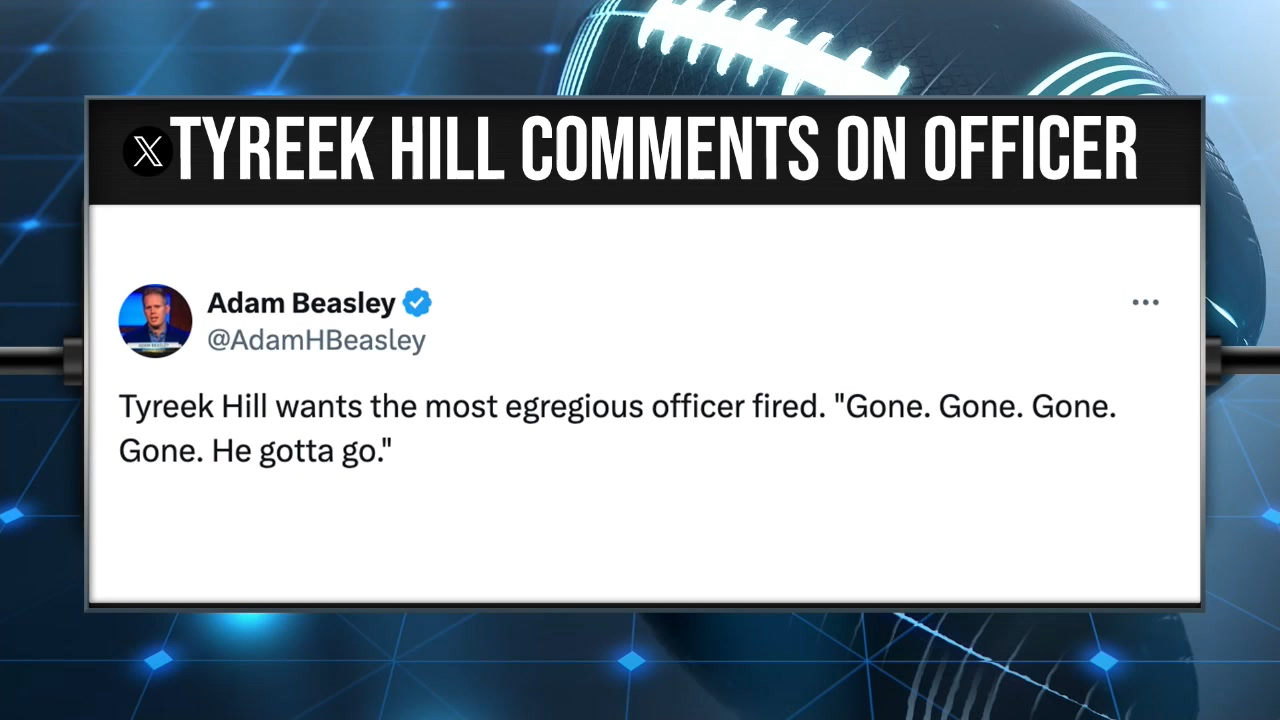 TYREEK HILL COMMENTS ON OFFICER
Adam Beasley
@AdamHBeasley
Tyreek Hill wants the most egregious officer fired. "Gone. Gone. Gone.
Gone. He gotta go."